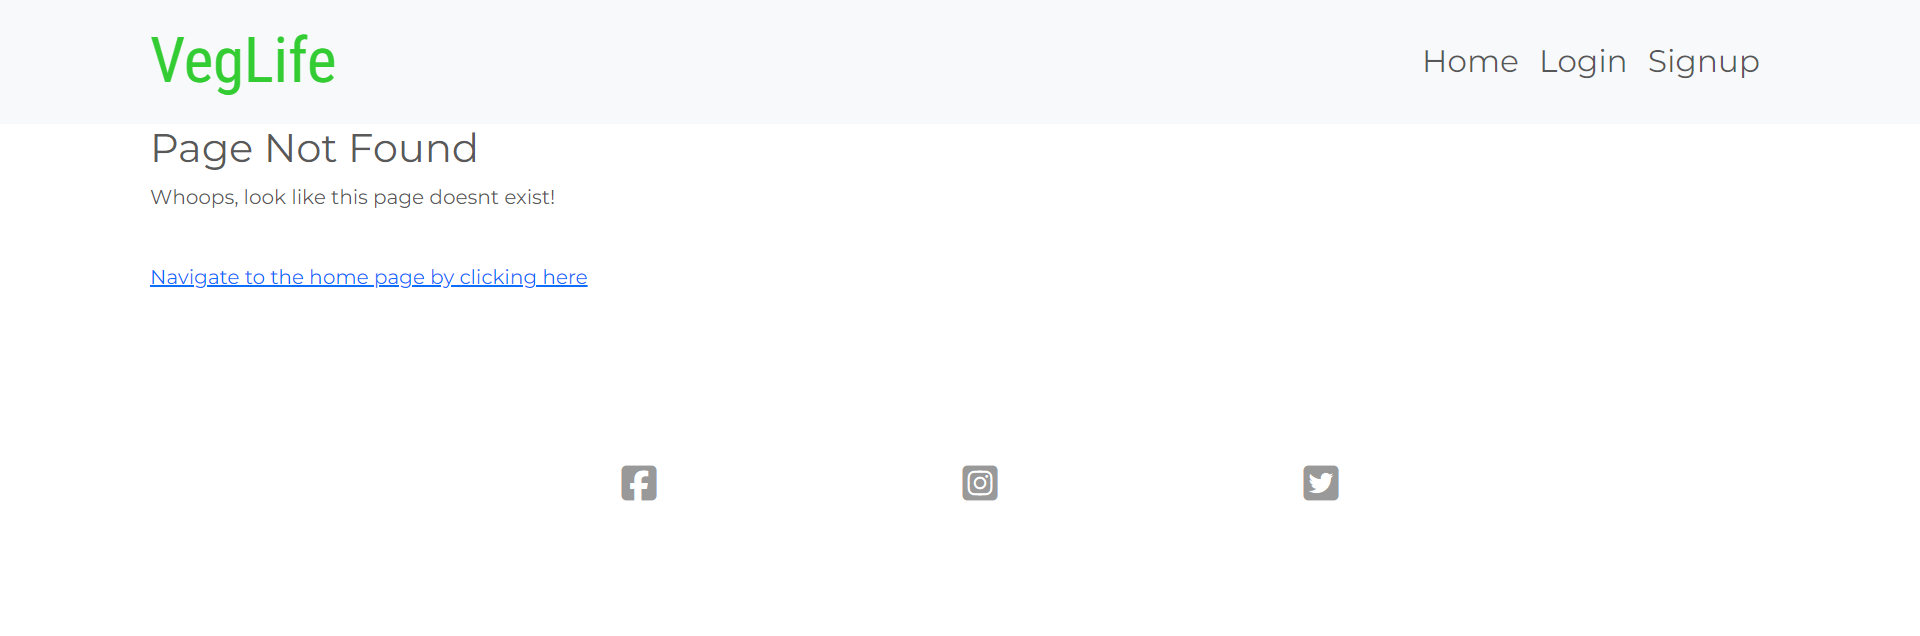 VegLife
Home Login Signup
Page Not Found
Whoops, look like this page doesnt exist!
Navigate to the home page by clicking here